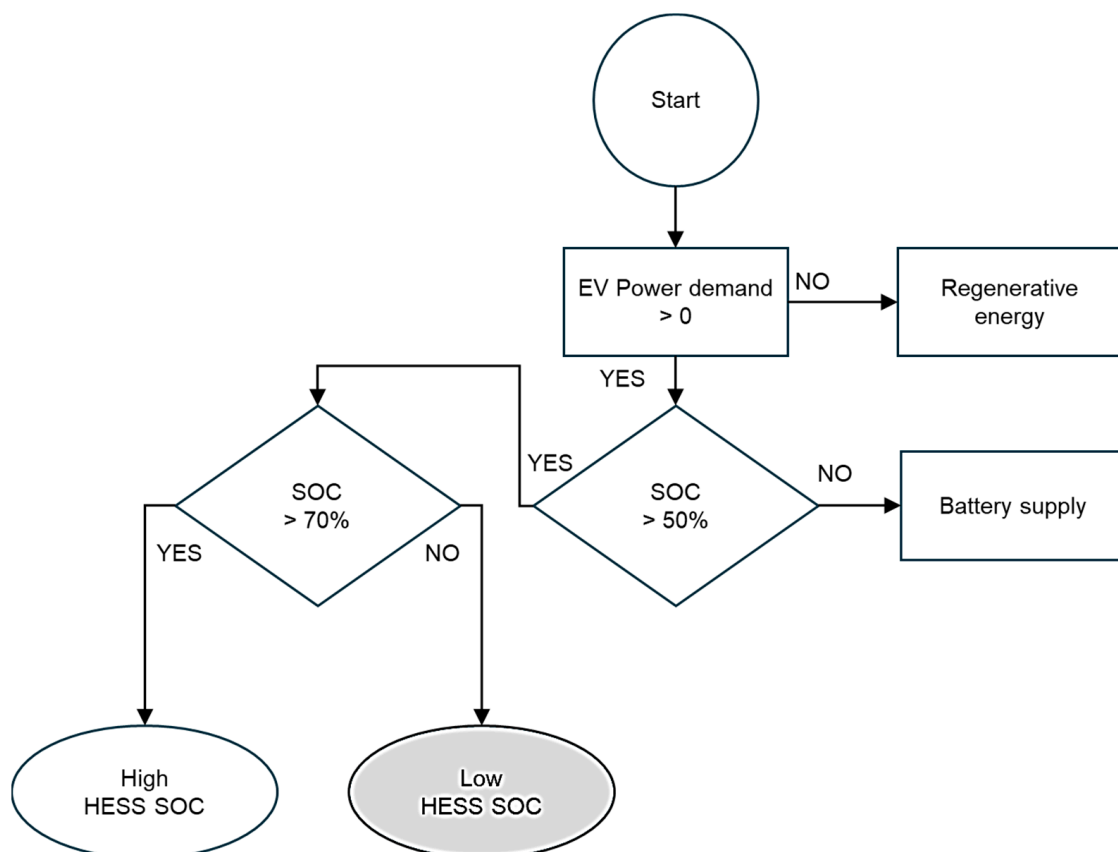 Start
EV Power demand
> 0
NO
Regenerative
energy
YES
SOC
> 50%
YES
NO
Battery supply
SOC
> 70%
YES
NO
High
HESS SOC
Low
HESS SOC